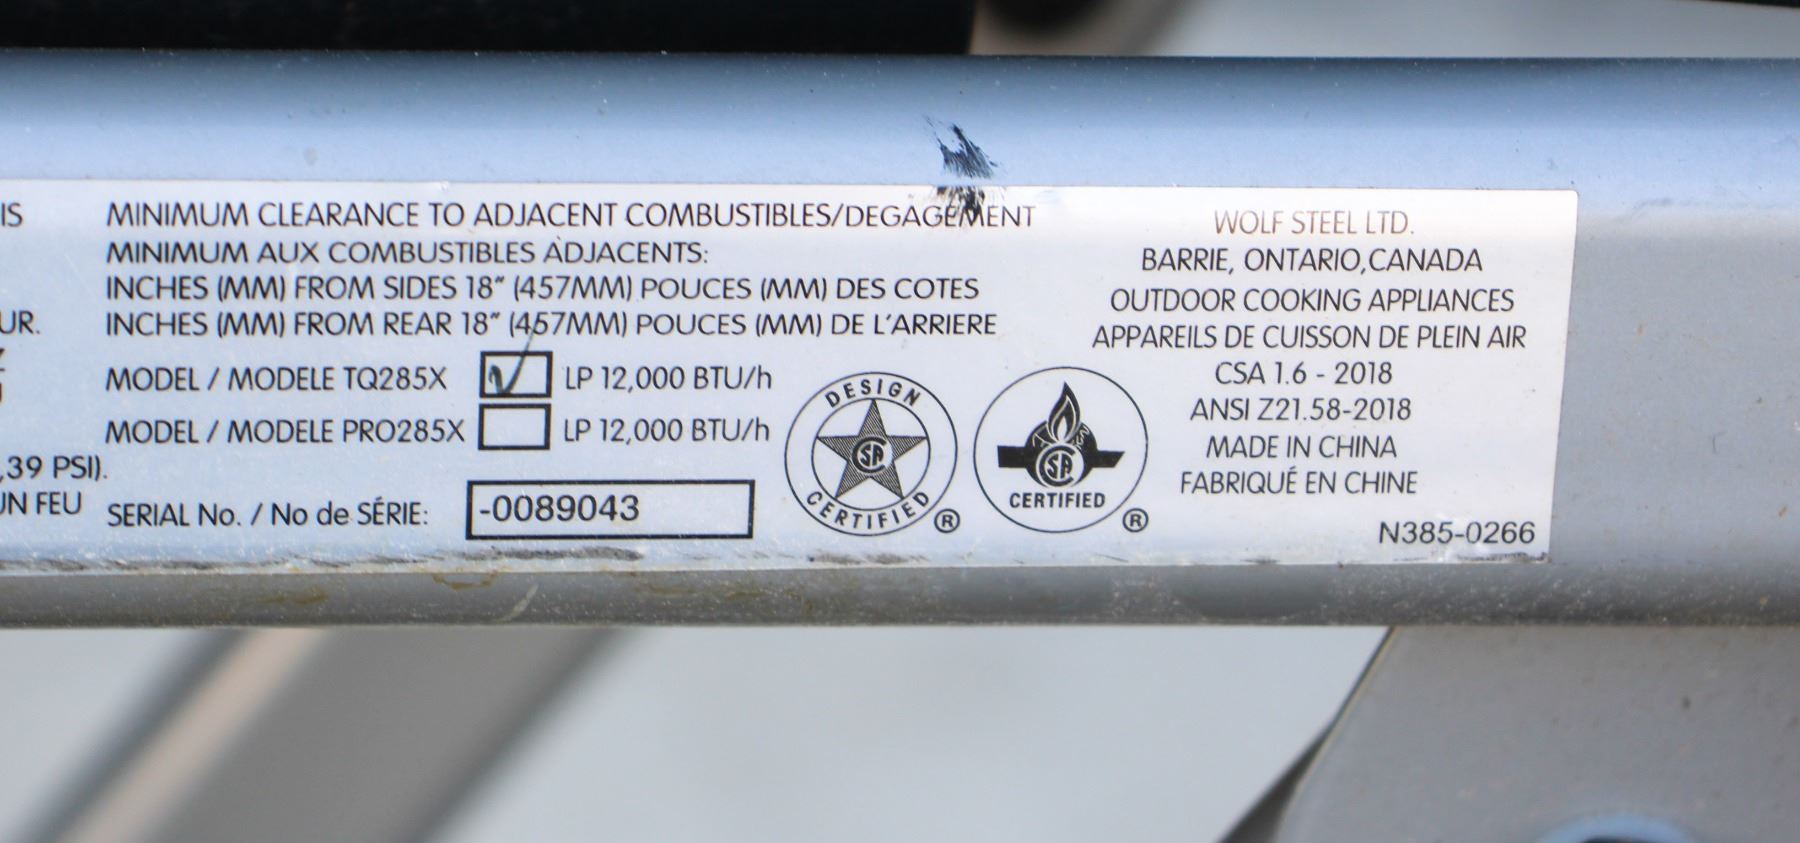 IS
UR.
,39 PSI).
UN FEU
MINIMUM CLEARANCE TO ADJACENT COMBUSTIBLES/DEGAGEMENT
MINIMUM AUX COMBUSTIBLES ADJACENTS:
INCHES (MM) FROM SIDES 18" (457MM) POUCES (MM) DES COTES
INCHES (MM) FROM REAR 18" (457MM) POUCES (MM) DE L'ARRIERE
MODEL / MODELE TQ285X LP 12,000 BTU/h
MODEL / MODELE PRO285X LP 12,000 BTU/h
SERIAL No. / No de SÉRIE: -0089043
DESIGN
SA
CERTIFIED
®
SA
CERTIFIED
®
WOLF STEEL LTD.
BARRIE, ONTARIO,CANADA
OUTDOOR COOKING APPLIANCES
APPAREILS DE CUISSON DE PLEIN AIR
CSA 1.6 - 2018
ANSI Z21.58-2018
MADE IN CHINA
FABRIQUÉ EN CHINE
N385-0266